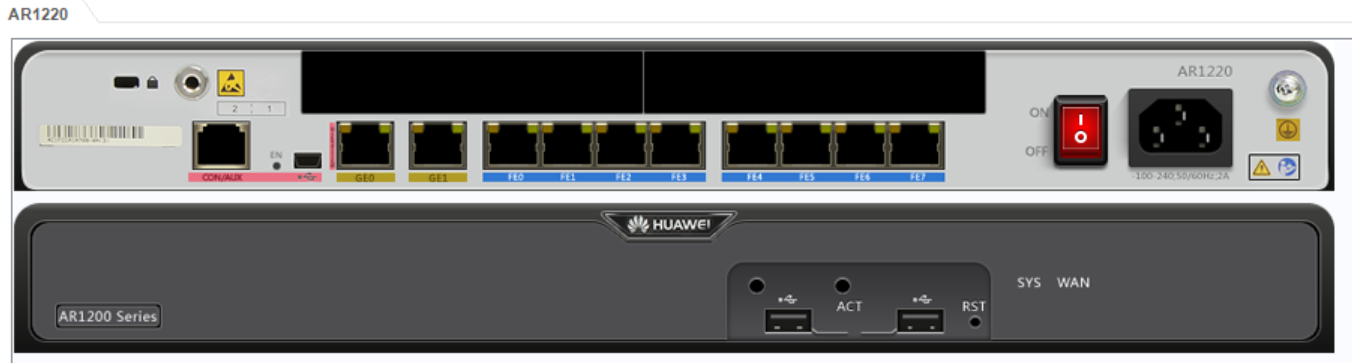 AR1220
AR1220
2 1
ON
OFF
EN
CON/AUX
GE0
GE1
FE0
FE1
FE2
FE3
FE4
FE5
FE6
FE7
-100-240;50/60Hz;2A
HUAWEI
SYS WAN
ACT
RST
AR1200 Series